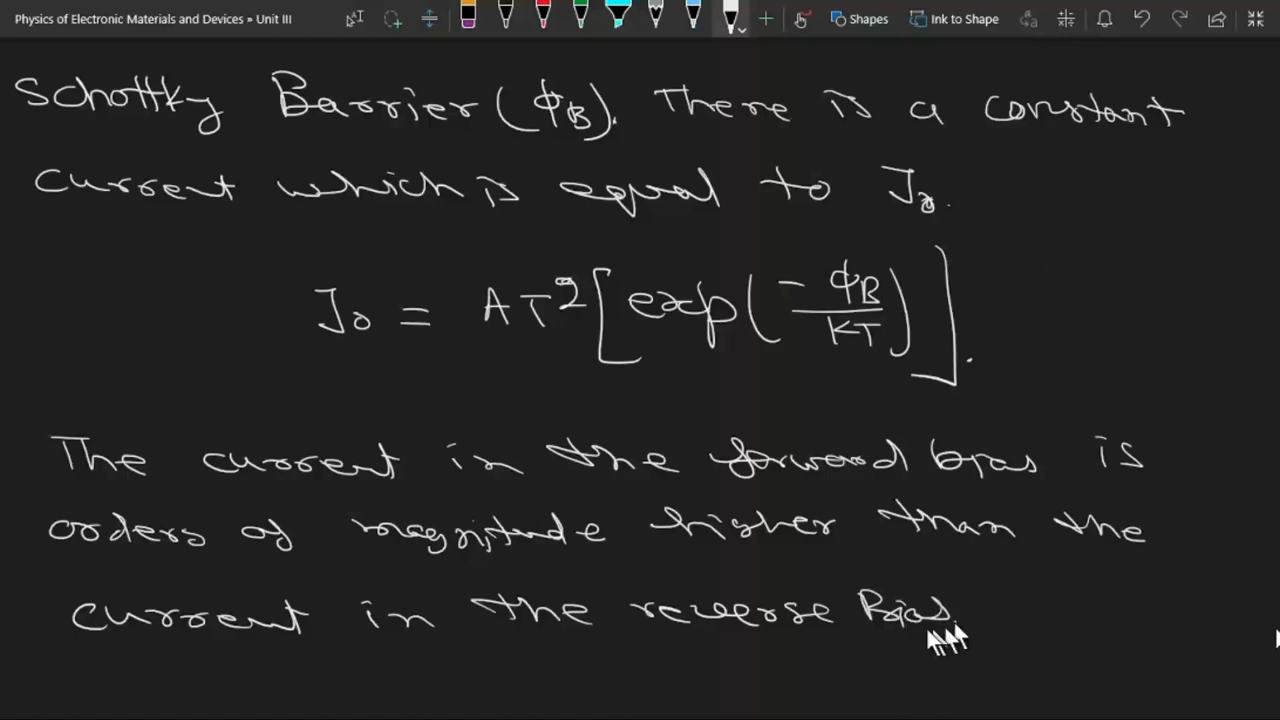 Physics of Electronic Materials and Devices » Unit III
Shapes
Ink to Shape
Schottky Barrier (ΦB). There is a constant
current which is equal to J₀.
J₀ = AT² [exp(-ΦB/KT)].
The current in the forward bias is
orders of magnitude higher than the
current in the reverse Bias.